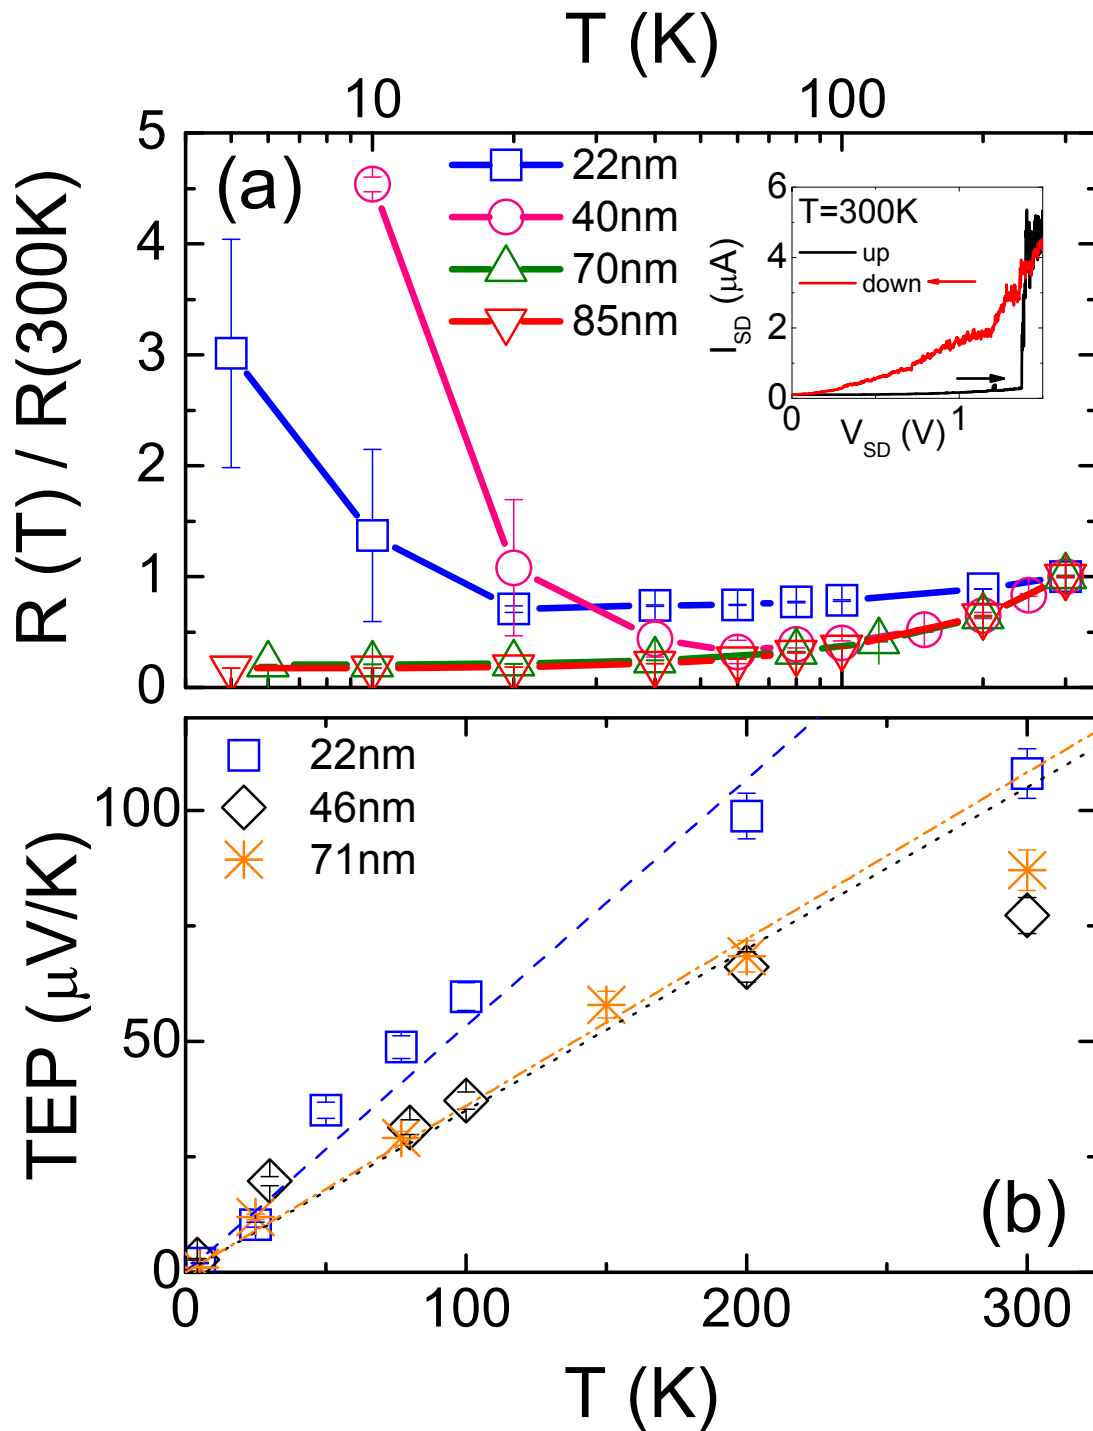 T (K)
10
100
5
4
3
2
1
0
R (T) / R(300K)
(a)
22nm
40nm
70nm
85nm
6
4
2
0
I_SD (μA)
T=300K
up
down
0
1
V_SD (V)
22nm
46nm
71nm
100
50
0
TEP (μV/K)
(b)
0
100
200
300
T (K)